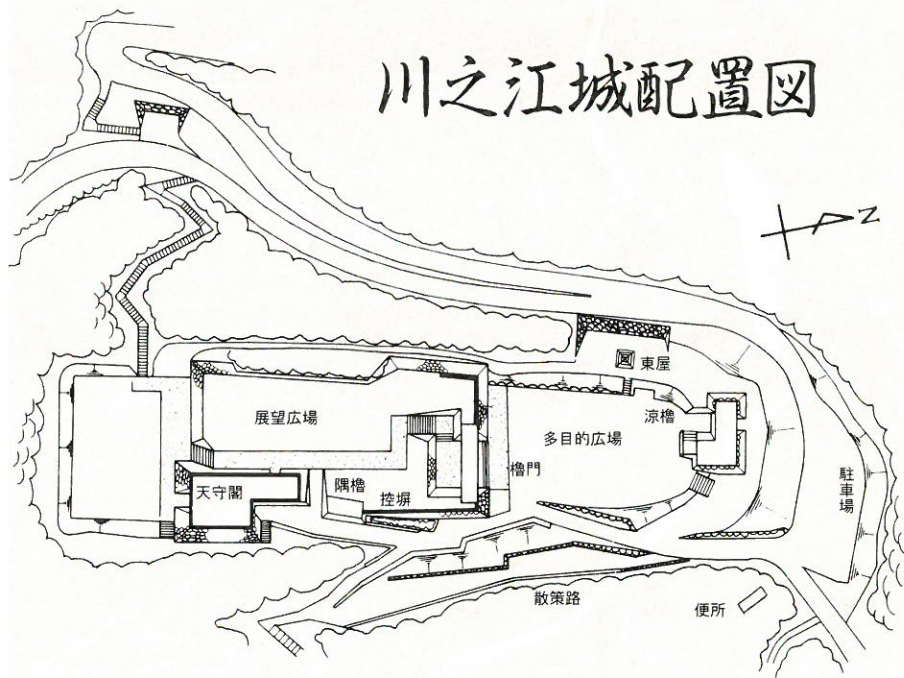 川之江城配置図
N
東屋
展望広場
多目的広場
涼櫓
櫓門
駐車場
天守閣
隅櫓
控塀
散策路
便所